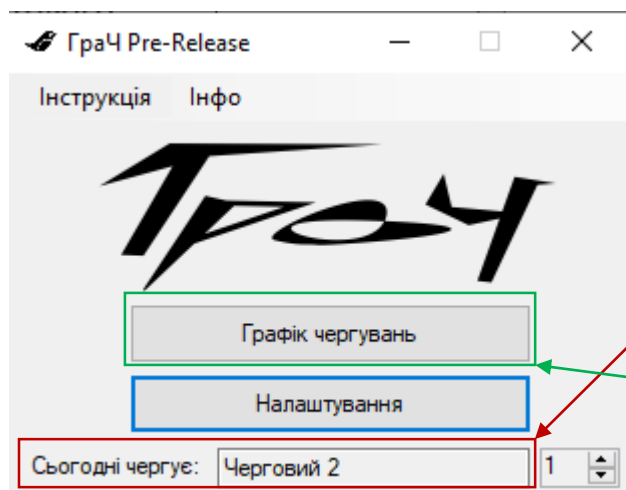 ГраЧ Pre-Release
Інструкція Інфо
ГраЧ
Графік чергувань
Налаштування
Сьогодні чергує: Черговий 2 1